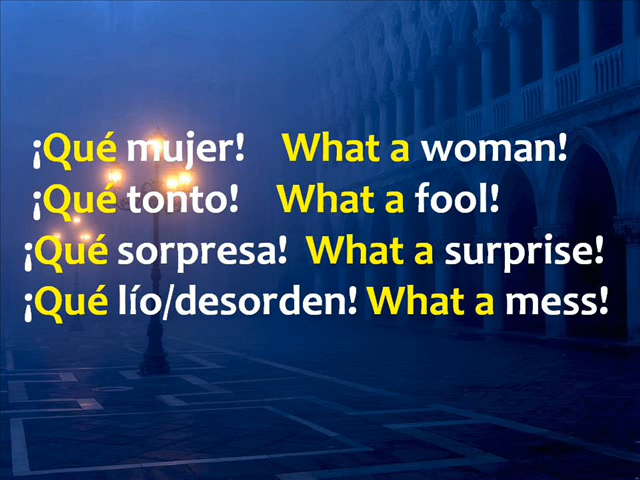 ¡Qué mujer! What a woman!
¡Qué tonto! What a fool!
¡Qué sorpresa! What a surprise!
¡Qué lío/desorden! What a mess!